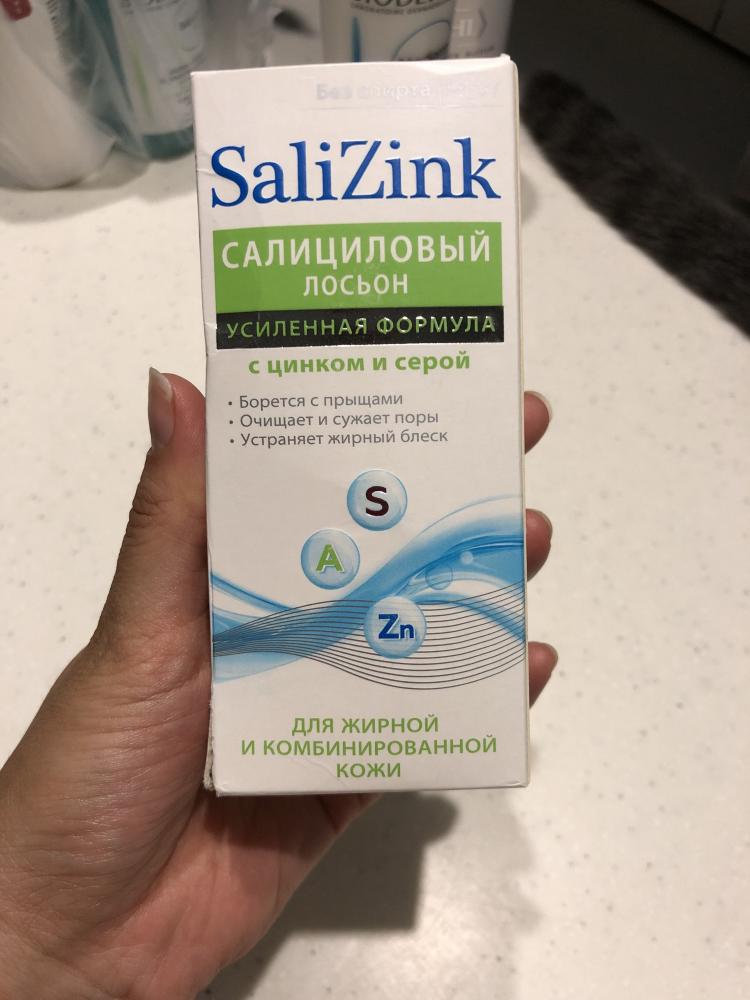 Без спирта
SaliZink
САЛИЦИЛОВЫЙ
ЛОСЬОН
УСИЛЕННАЯ ФОРМУЛА
с цинком и серой
• Борется с прыщами
• Очищает и сужает поры
• Устраняет жирный блеск
S
A
Zn
ДЛЯ ЖИРНОЙ
И КОМБИНИРОВАННОЙ
КОЖИ